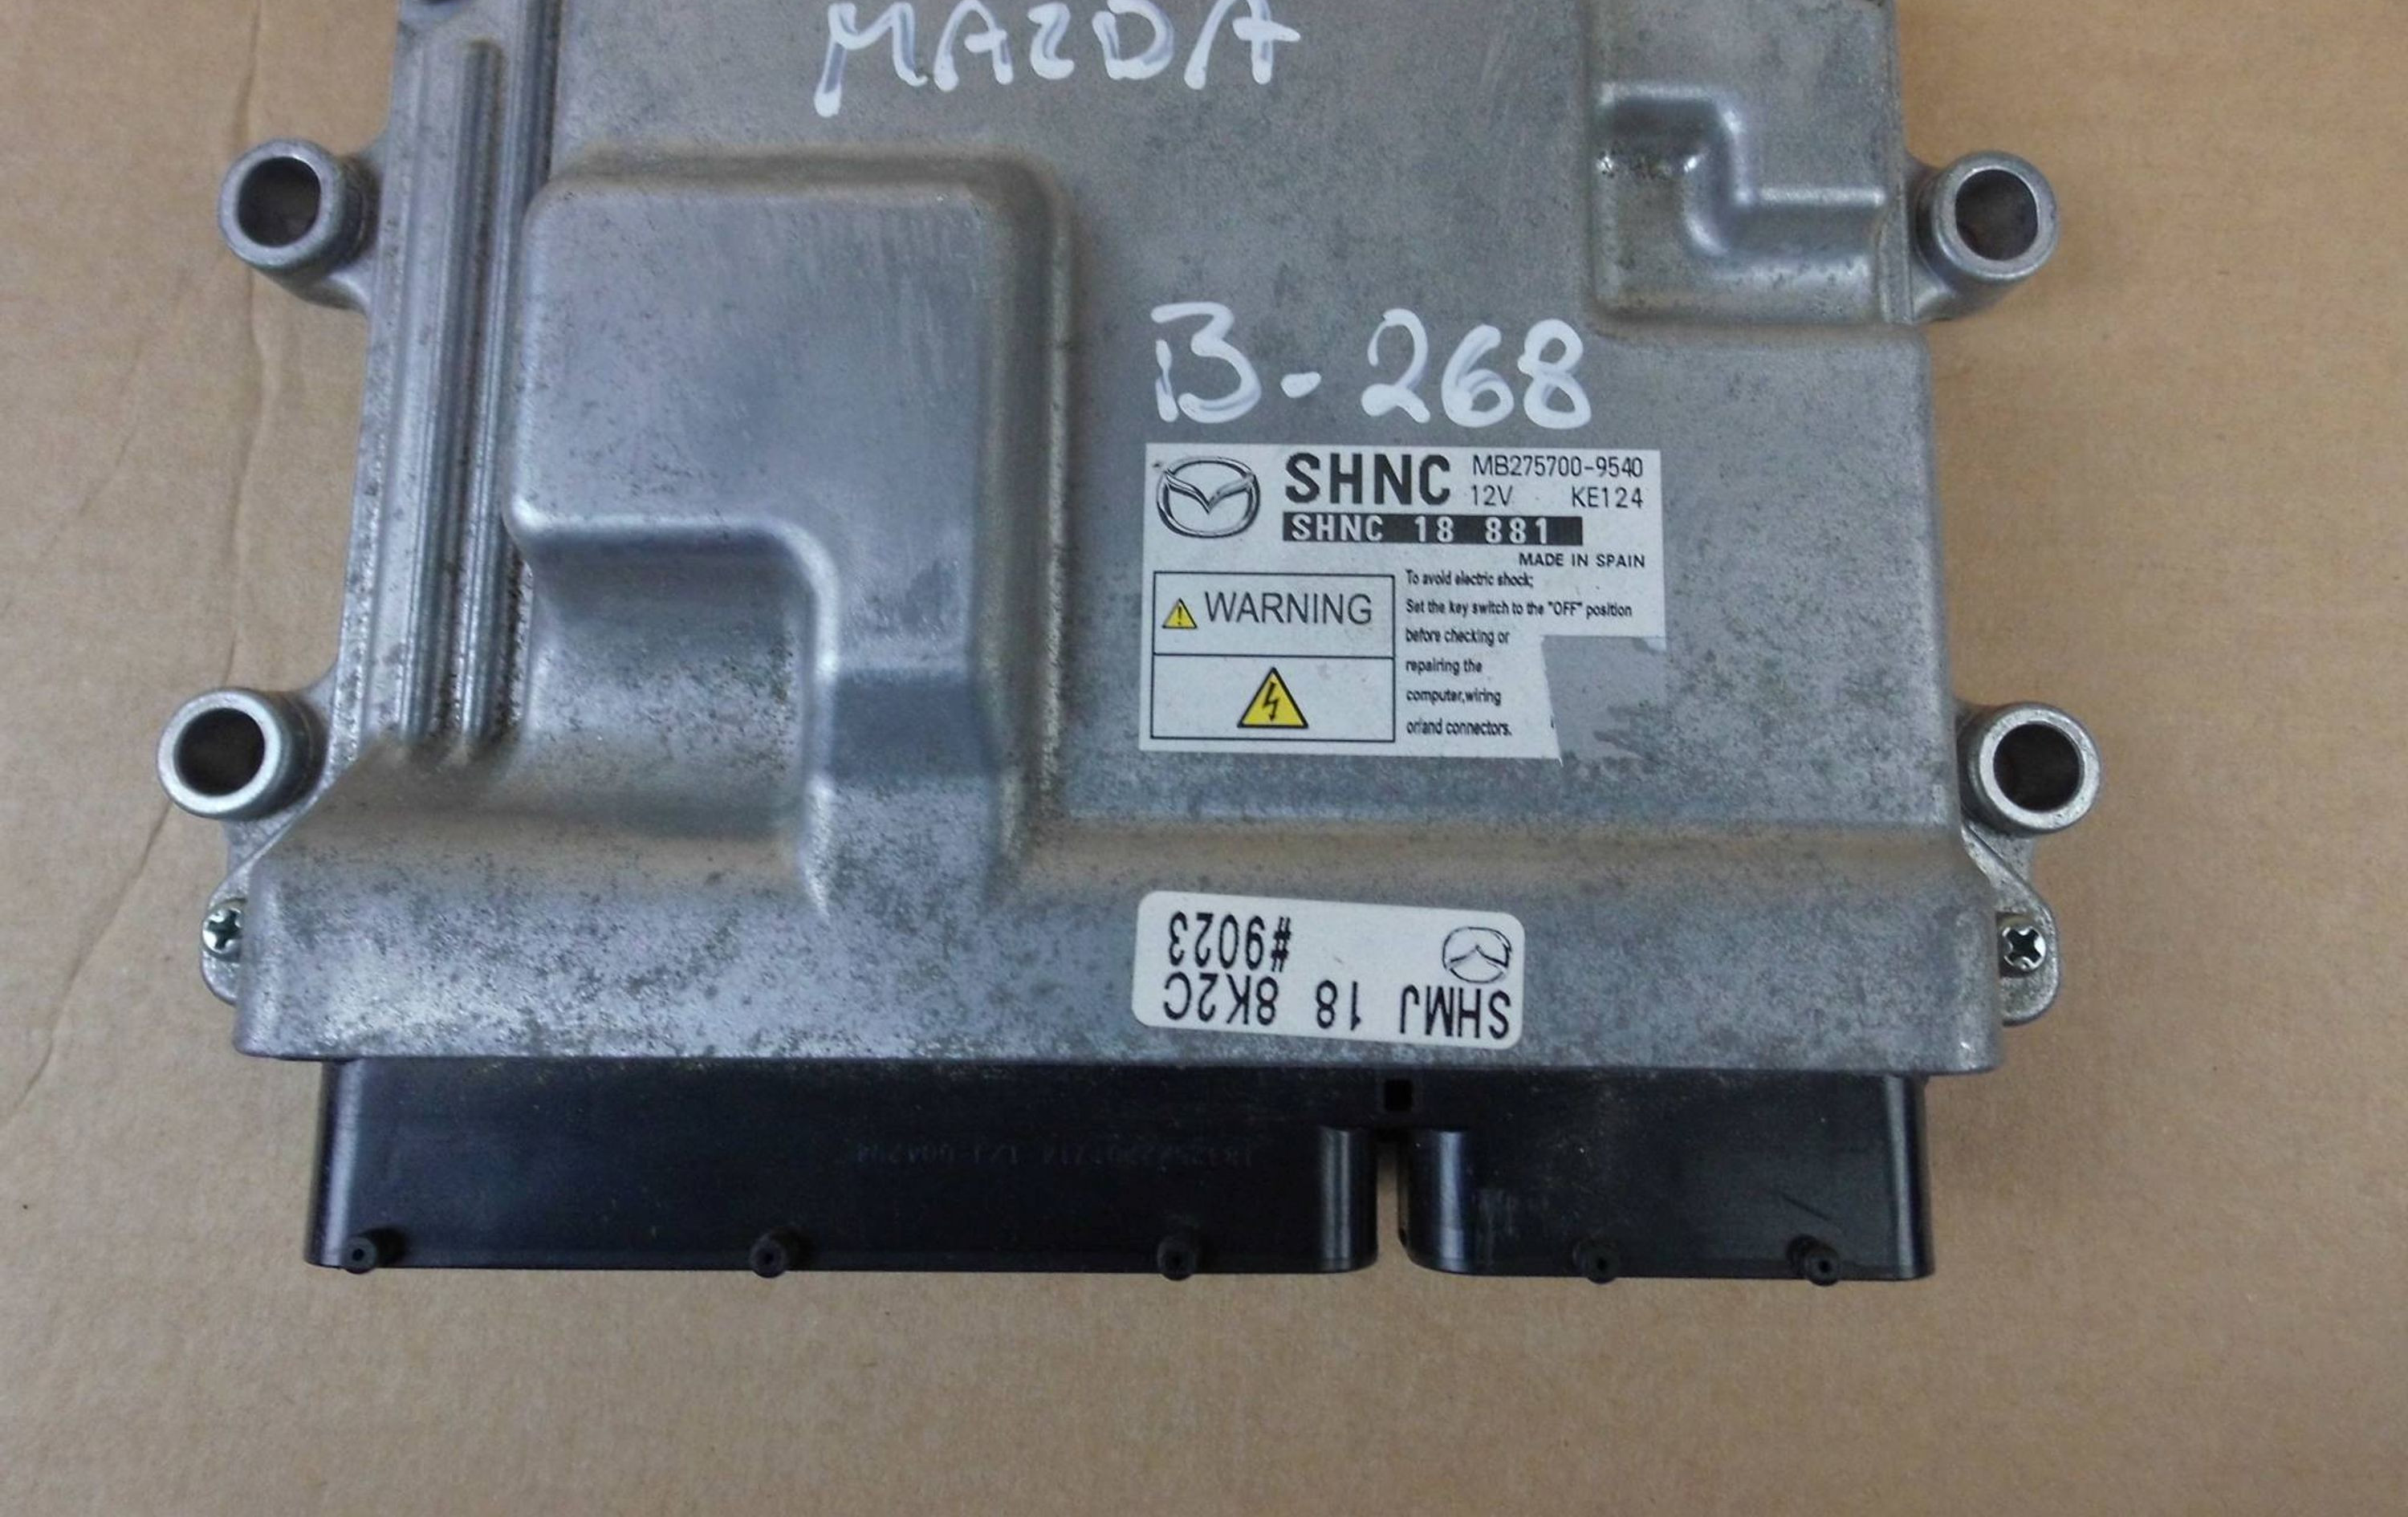 MAZDA
B-268
SHNC MB275700-9540
12V KE124
SHNC 18 881
MADE IN SPAIN
WARNING
To avoid electric shock;
Set the key switch to the "OFF" position
before checking or
repairing the
computer,wiring
or/and connectors.
SHMJ 18 8K2C
#9023